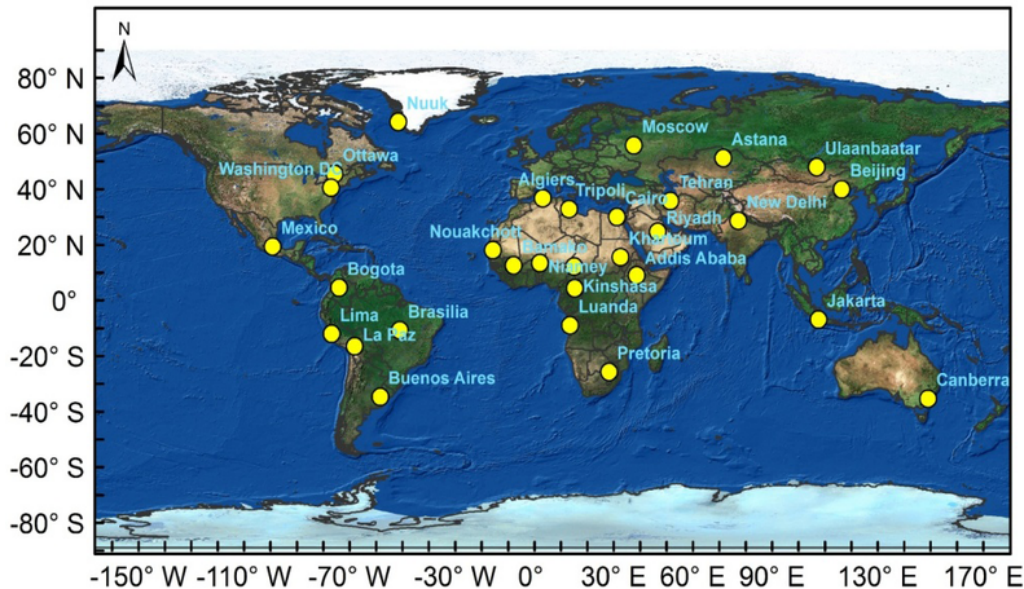 N
80° N
60° N
40° N
20° N
0°
-20° S
-40° S
-60° S
-80° S
Nuuk
Moscow
Astana
Ulaanbaatar
Ottawa
Washington DC
Beijing
Algiers
Tripoli
Cairo
Tehran
New Delhi
Riyadh
Mexico
Nouakchott
Khartoum
Bamako
Niamey
Addis Ababa
Bogota
Kinshasa
Jakarta
Lima
Brasilia
Luanda
La Paz
Pretoria
Buenos Aires
Canberra
-150° W -110° W -70° W -30° W 0° 30° E 60° E 90° E 130° E 170° E